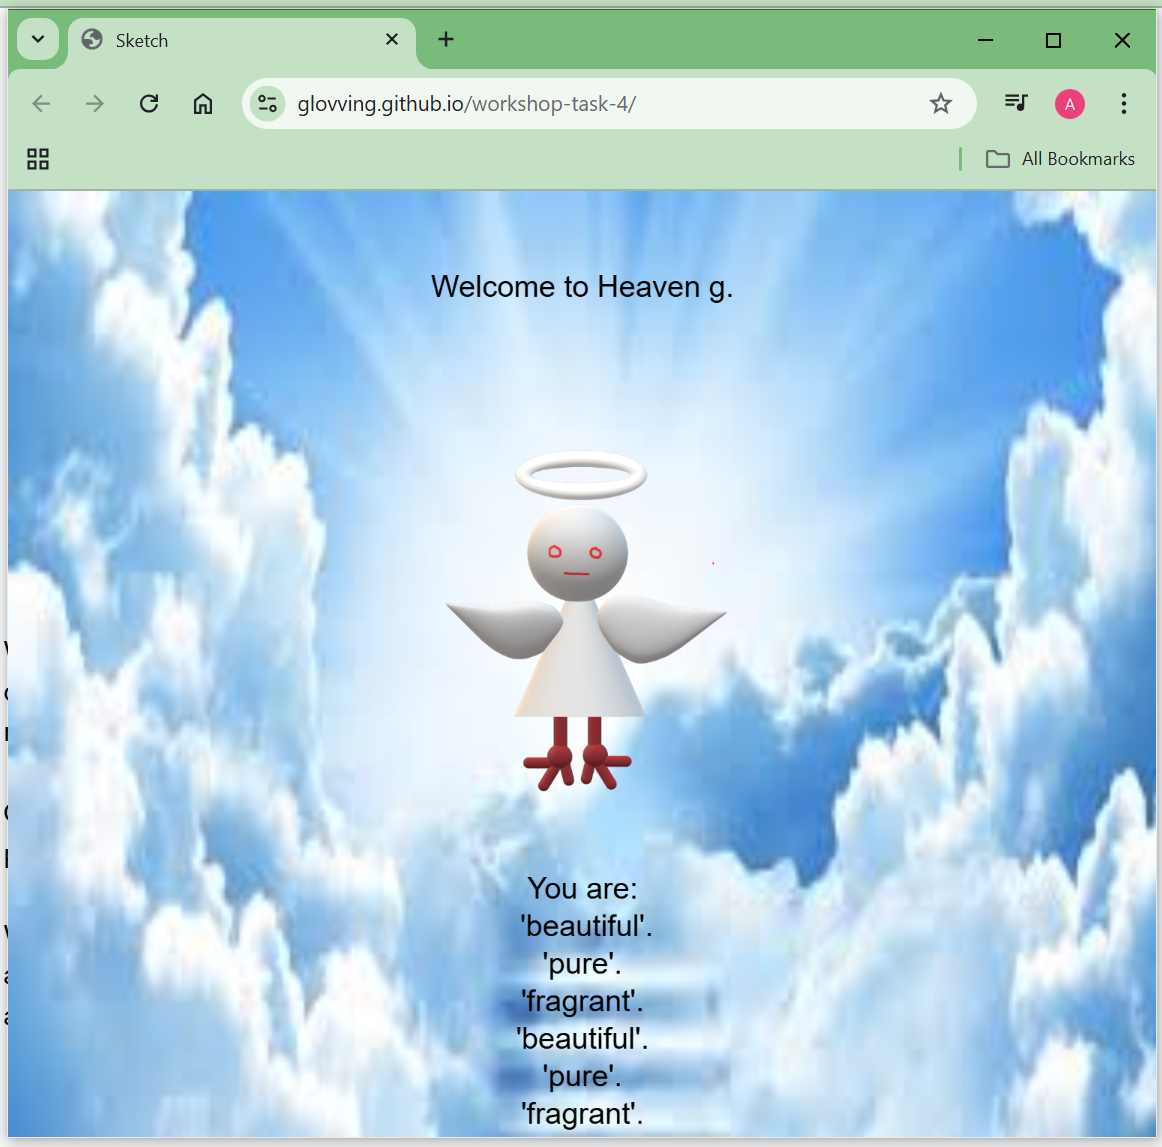 Sketch
glovving.github.io/workshop-task-4/
A
All Bookmarks
Welcome to Heaven g.
You are:
'beautiful'.
'pure'.
'fragrant'.
'beautiful'.
'pure'.
'fragrant'.